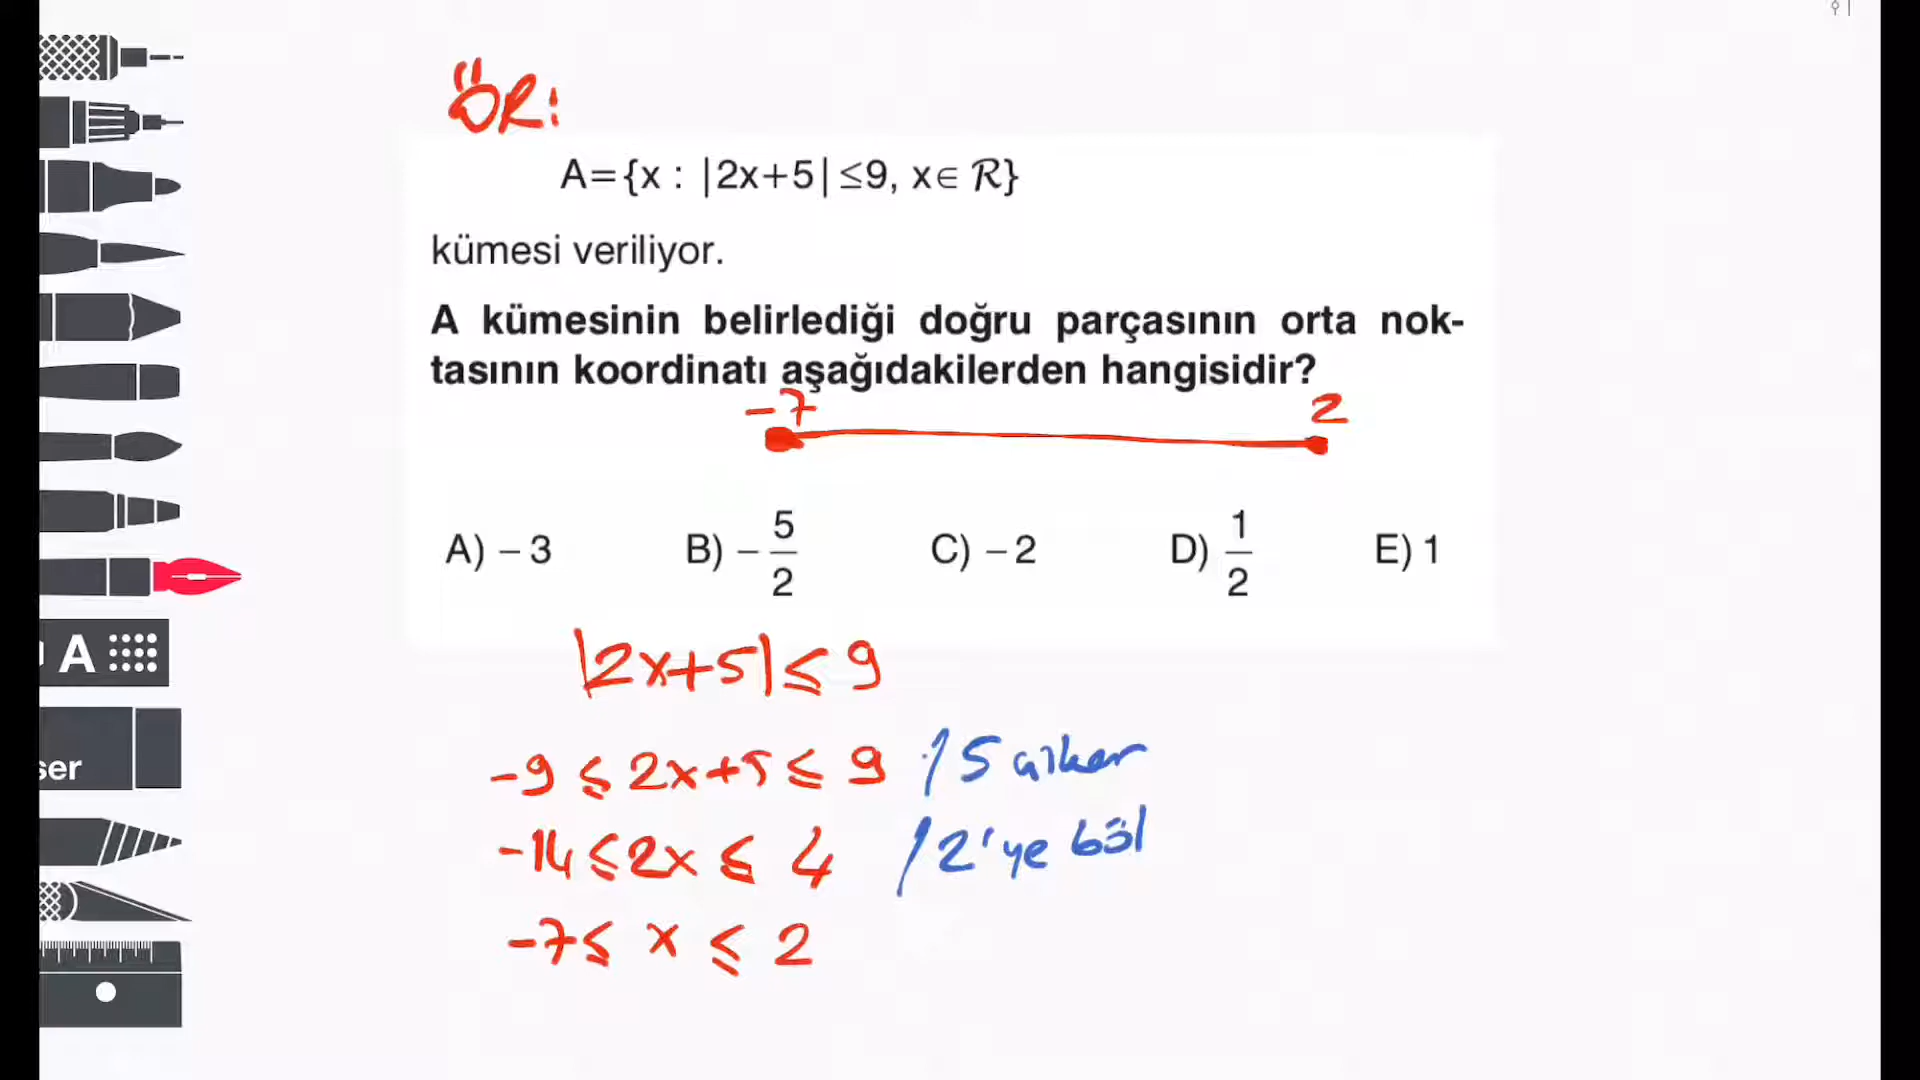 ÖR:
A={x : |2x+5| ≤9, x∈ R}
kümesi veriliyor.
A kümesinin belirlediği doğru parçasının orta nok-
tasının koordinatı aşağıdakilerden hangisidir?
-7 2
A) – 3 B) – 5/2 C) – 2 D) 1/2 E) 1
|2x+5| ≤ 9
-9 ≤ 2x+5 ≤ 9 / 5 çıkar
-14 ≤ 2x ≤ 4 / 2'ye böl
-7 ≤ x ≤ 2
A
ser